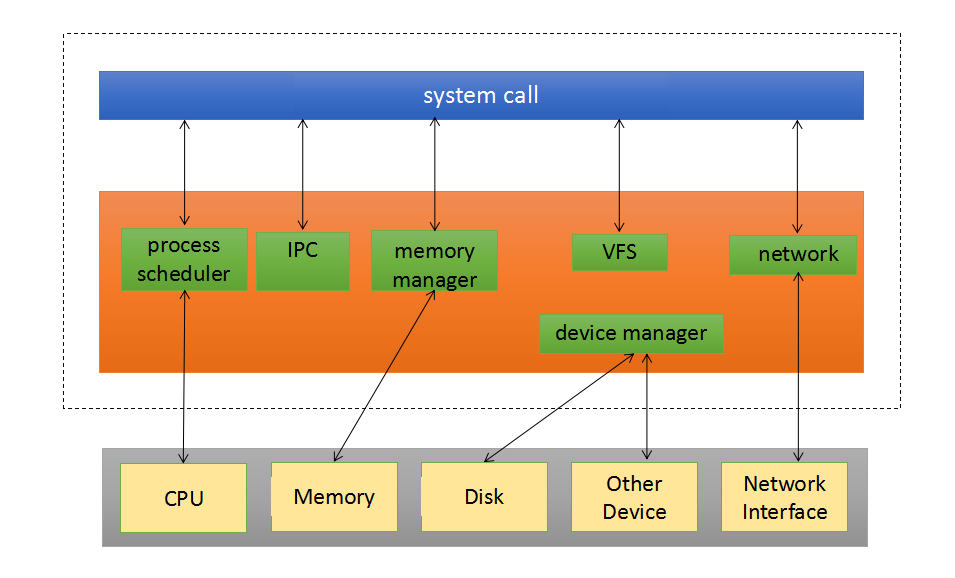 system call
process
scheduler
IPC
memory
manager
VFS
network
device manager
CPU
Memory
Disk
Other
Device
Network
Interface